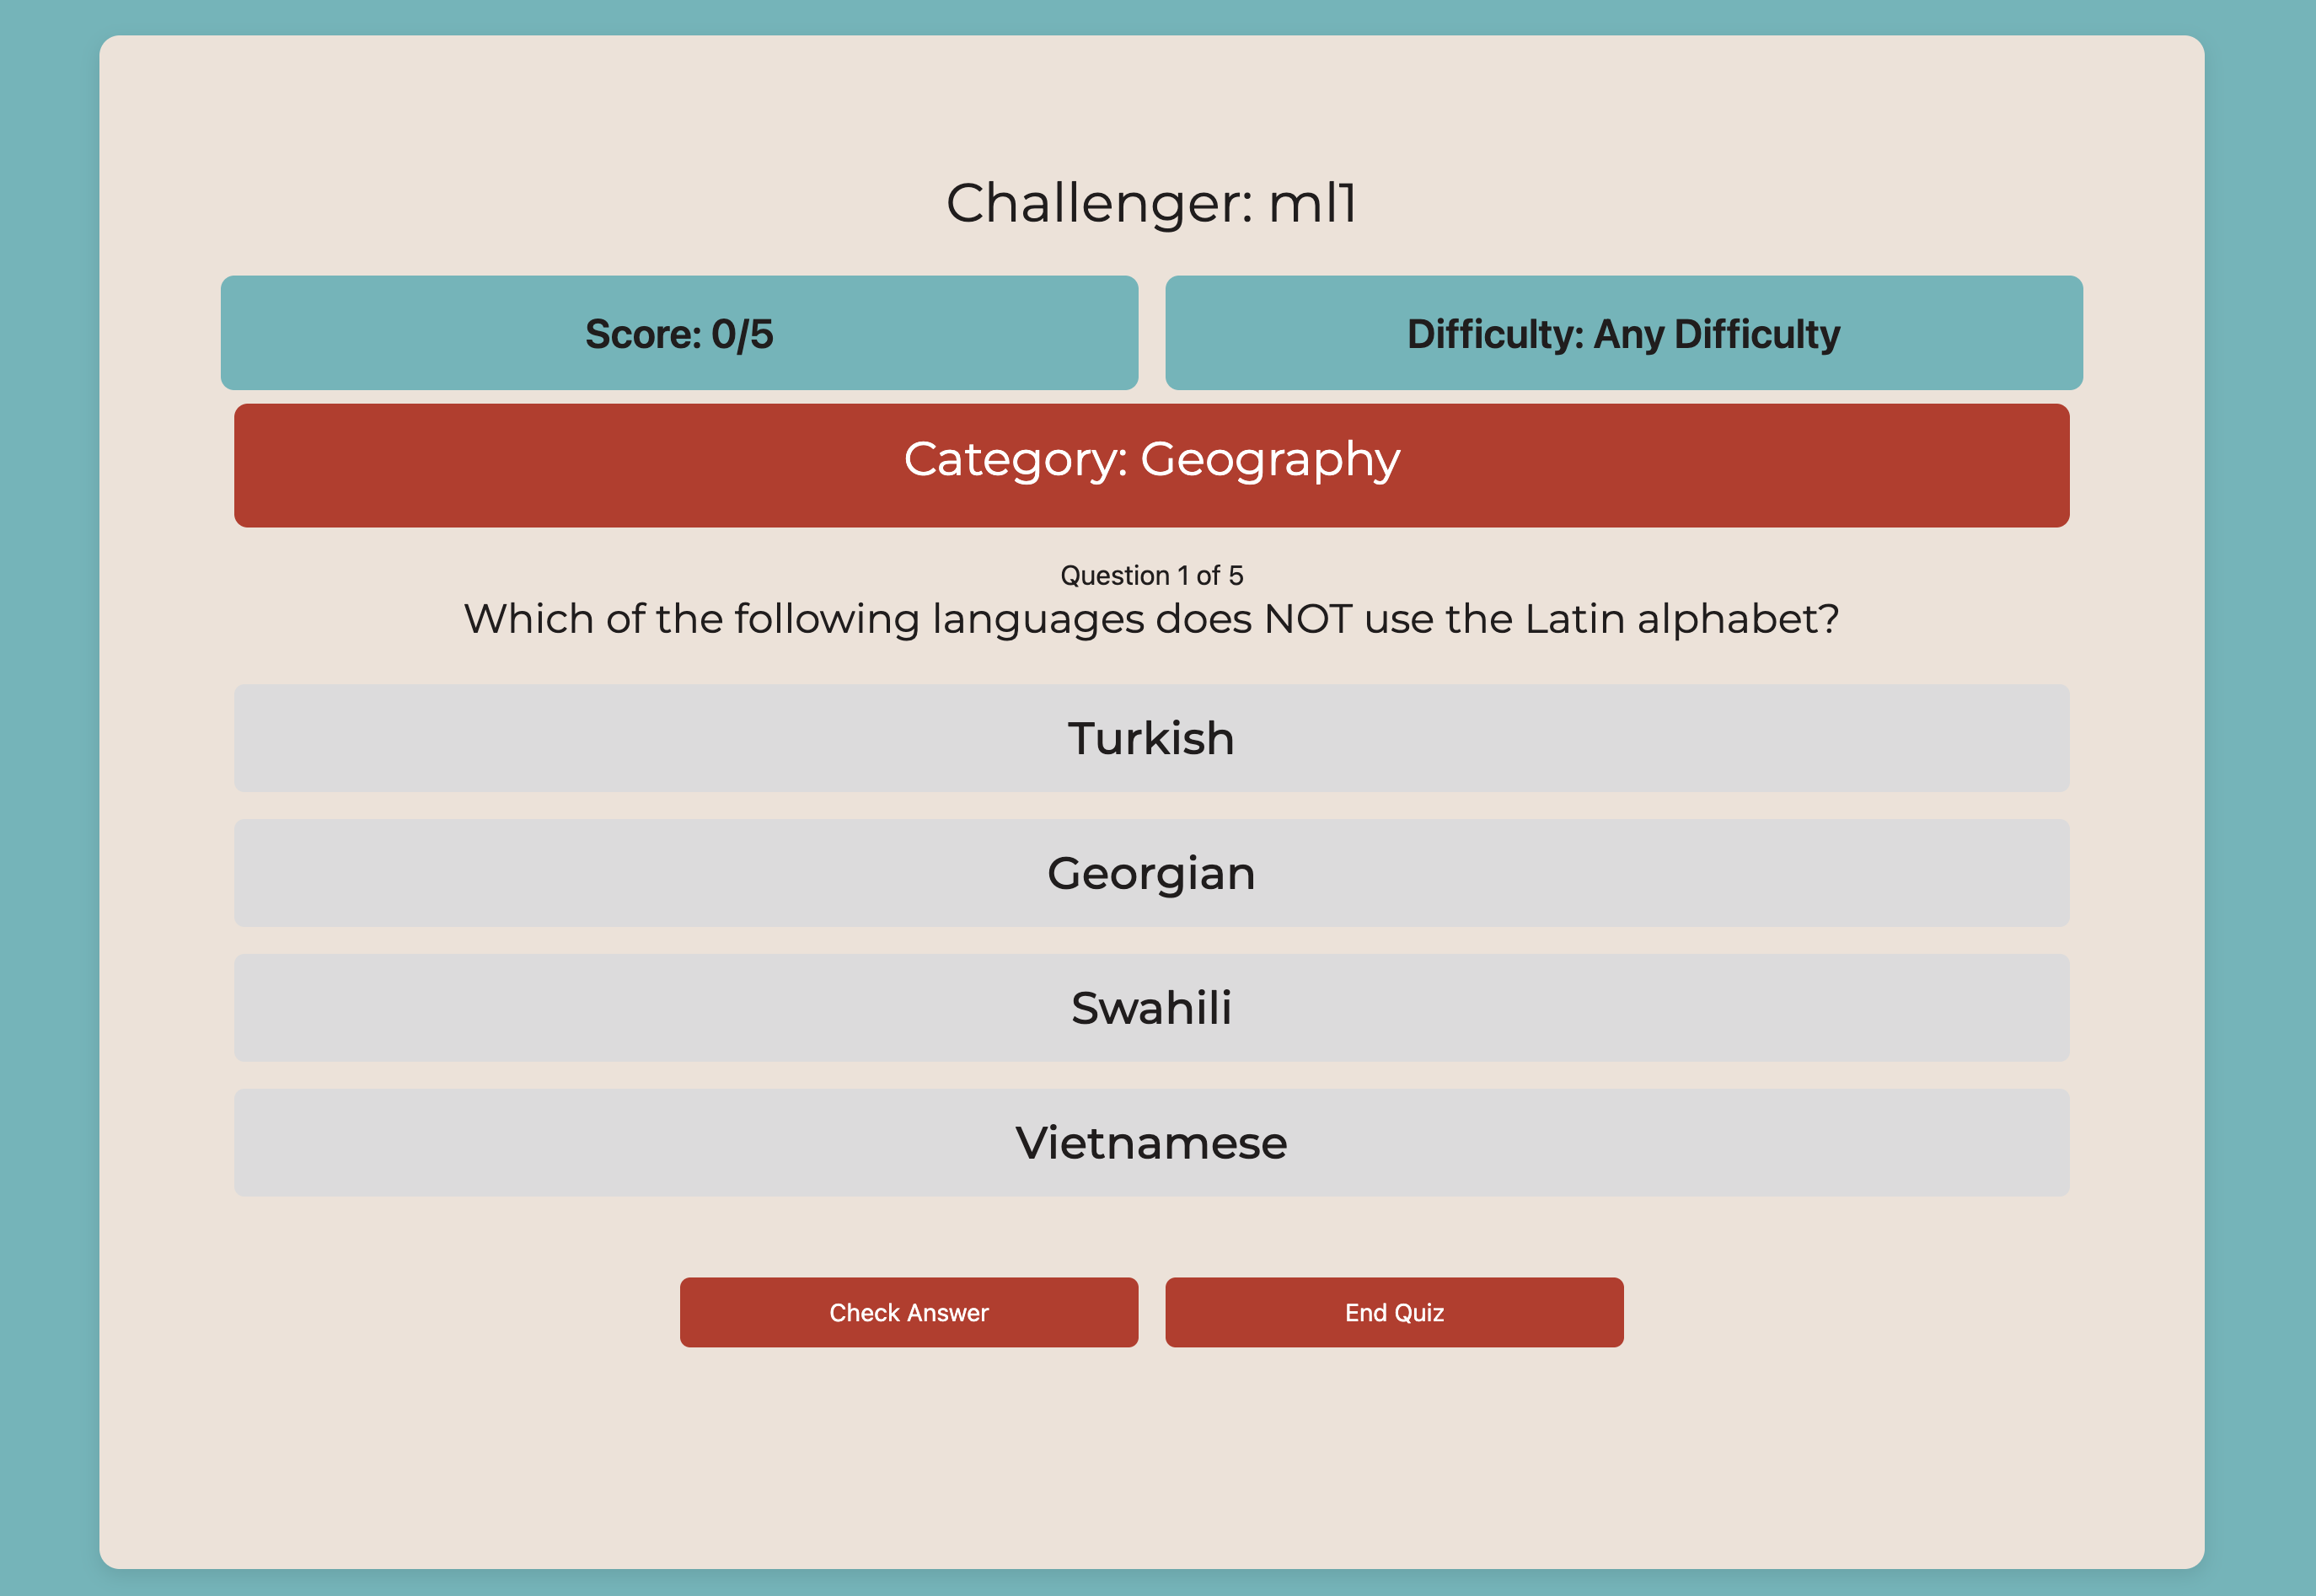 Challenger: ml1
Score: 0/5
Difficulty: Any Difficulty
Category: Geography
Question 1 of 5
Which of the following languages does NOT use the Latin alphabet?
Turkish
Georgian
Swahili
Vietnamese
Check Answer
End Quiz